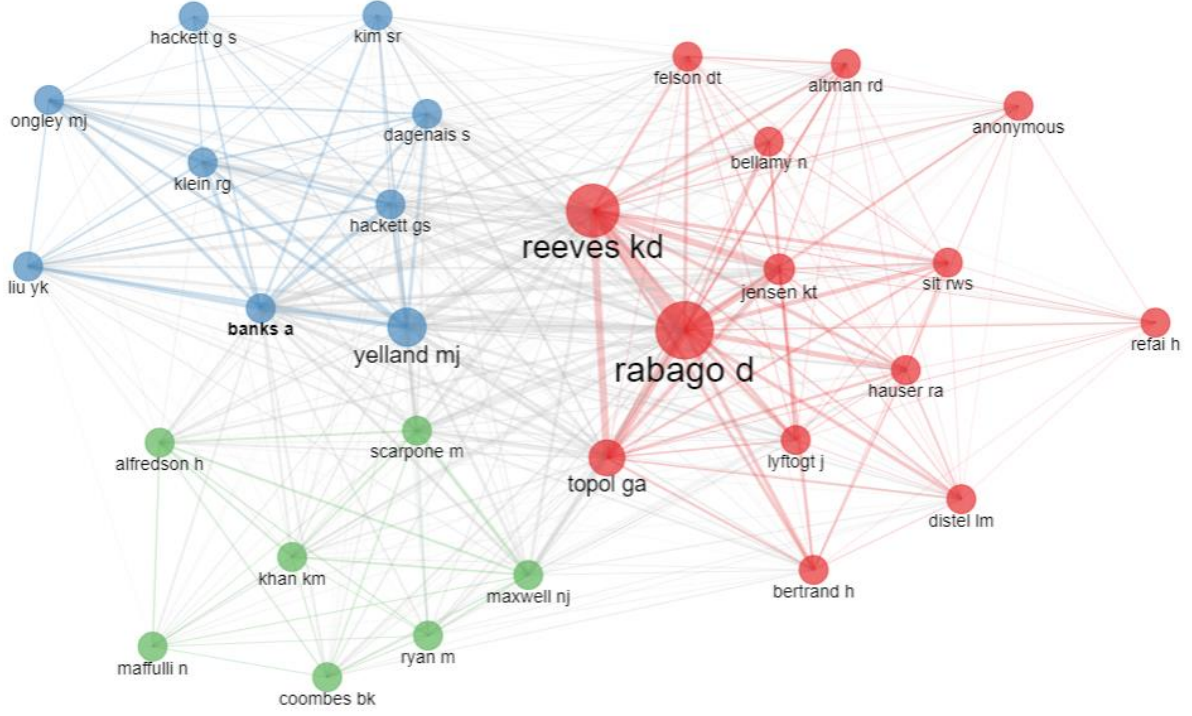 hackett g s
kim sr
felson dt
altman rd
ongley mj
dagenais s
anonymous
bellamy n
klein rg
hackett gs
reeves kd
liu yk
jensen kt
slt rws
banks a
yelland mj
rabago d
refai h
hauser ra
alfredson h
scarpone m
lyftogt j
topol ga
distel lm
khan km
maxwell nj
bertrand h
maffulli n
ryan m
coombes bk